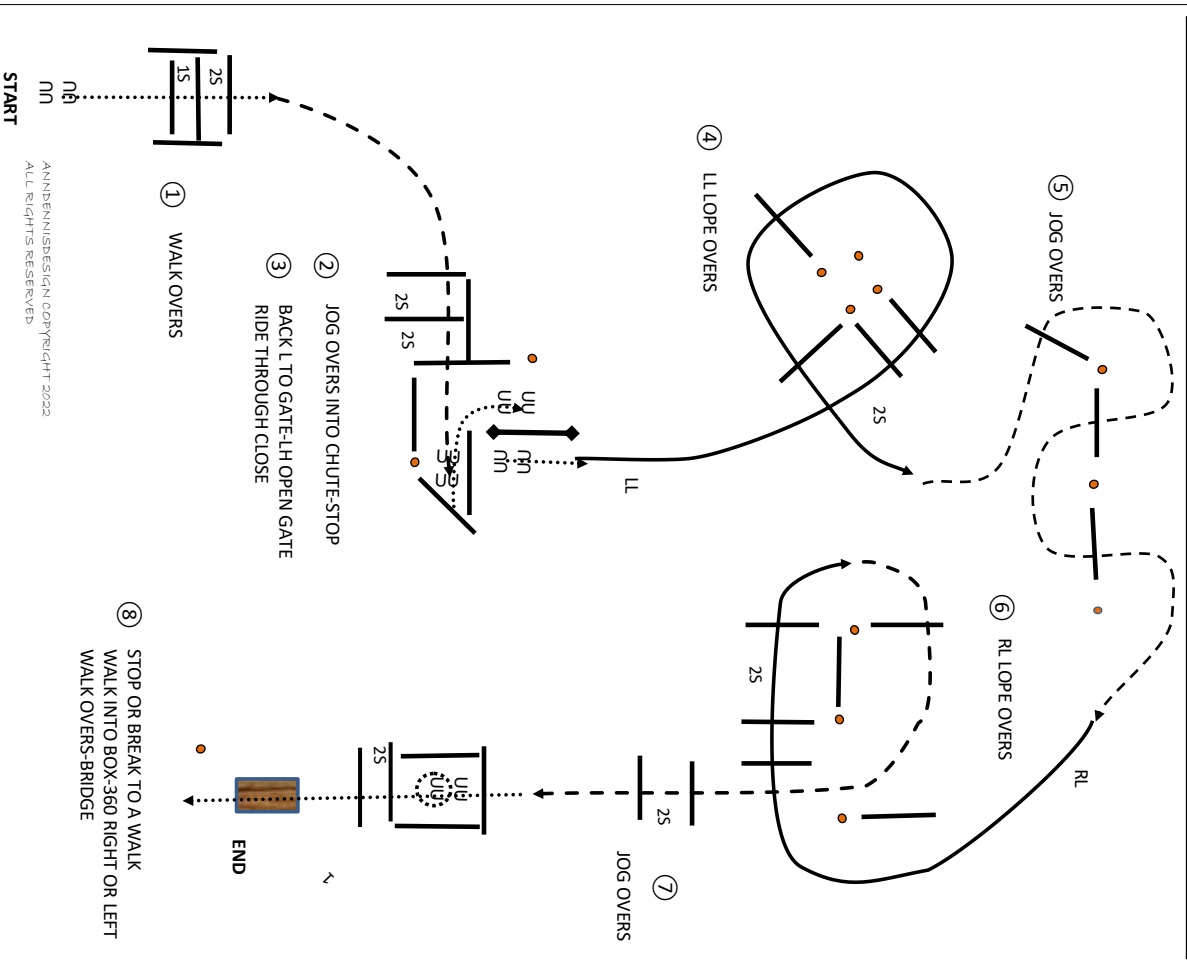 START
ANNDENNISDESIGN COPYRIGHT 2022
ALL RIGHTS RESERVED
1S
2S
① WALK OVERS
② JOG OVERS INTO CHUTE-STOP
③ BACK L TO GATE-LH OPEN GATE
RIDE THROUGH CLOSE
2S
2S
LL
④ LL LOPE OVERS
2S
⑤ JOG OVERS
⑥ RL LOPE OVERS
RL
2S
⑦ JOG OVERS
2S
⑧ STOP OR BREAK TO A WALK
WALK INTO BOX-360 RIGHT OR LEFT
WALK OVERS-BRIDGE
2S
END
1